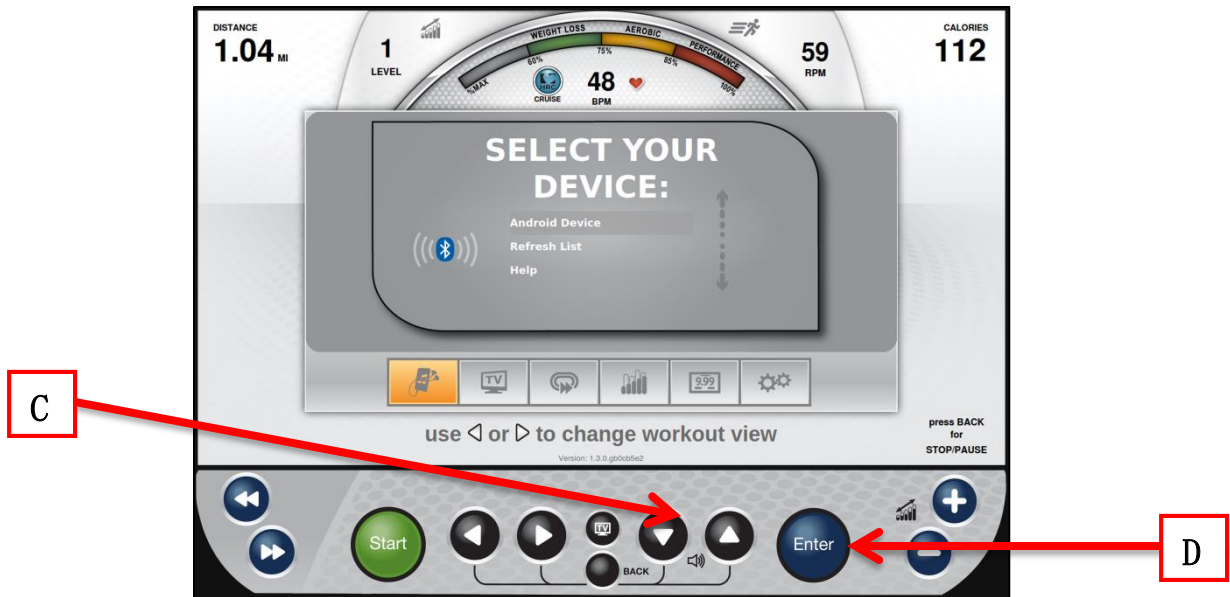 DISTANCE
1.04 MI
1
LEVEL
WEIGHT LOSS
AEROBIC
PERFORMANCE
%MAX
60%
75%
85%
100%
HRC
CRUISE
48
BPM
59
RPM
CALORIES
112
SELECT YOUR
DEVICE:
Android Device
Refresh List
Help
TV
9.99
use ◁ or ▷ to change workout view
Version: 1.3.0.gb0cb5e2
press BACK
for
STOP/PAUSE
C
Start
TV
BACK
Enter
D